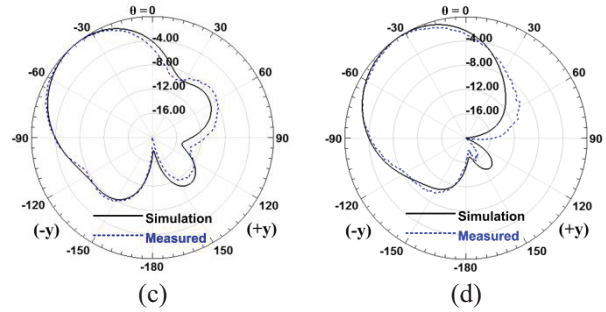 θ = 0
-30
30
-60
60
-90
90
-120
120
-150
150
-180
-4.00
-8.00
-12.00
-16.00
(-y)
(+y)
Simulation
Measured
(c)
θ = 0
-30
30
-60
60
-90
90
-120
120
-150
150
-180
-4.00
-8.00
-12.00
-16.00
(-y)
(+y)
Simulation
Measured
(d)